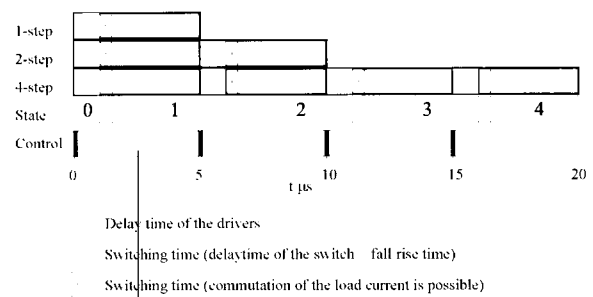 1-step
2-step
4-step
State 0 1 2 3 4
Control
0 5 10 15 20
t µs
Delay time of the drivers
Switching time (delaytime of the switch fall rise time)
Switching time (commutation of the load current is possible)